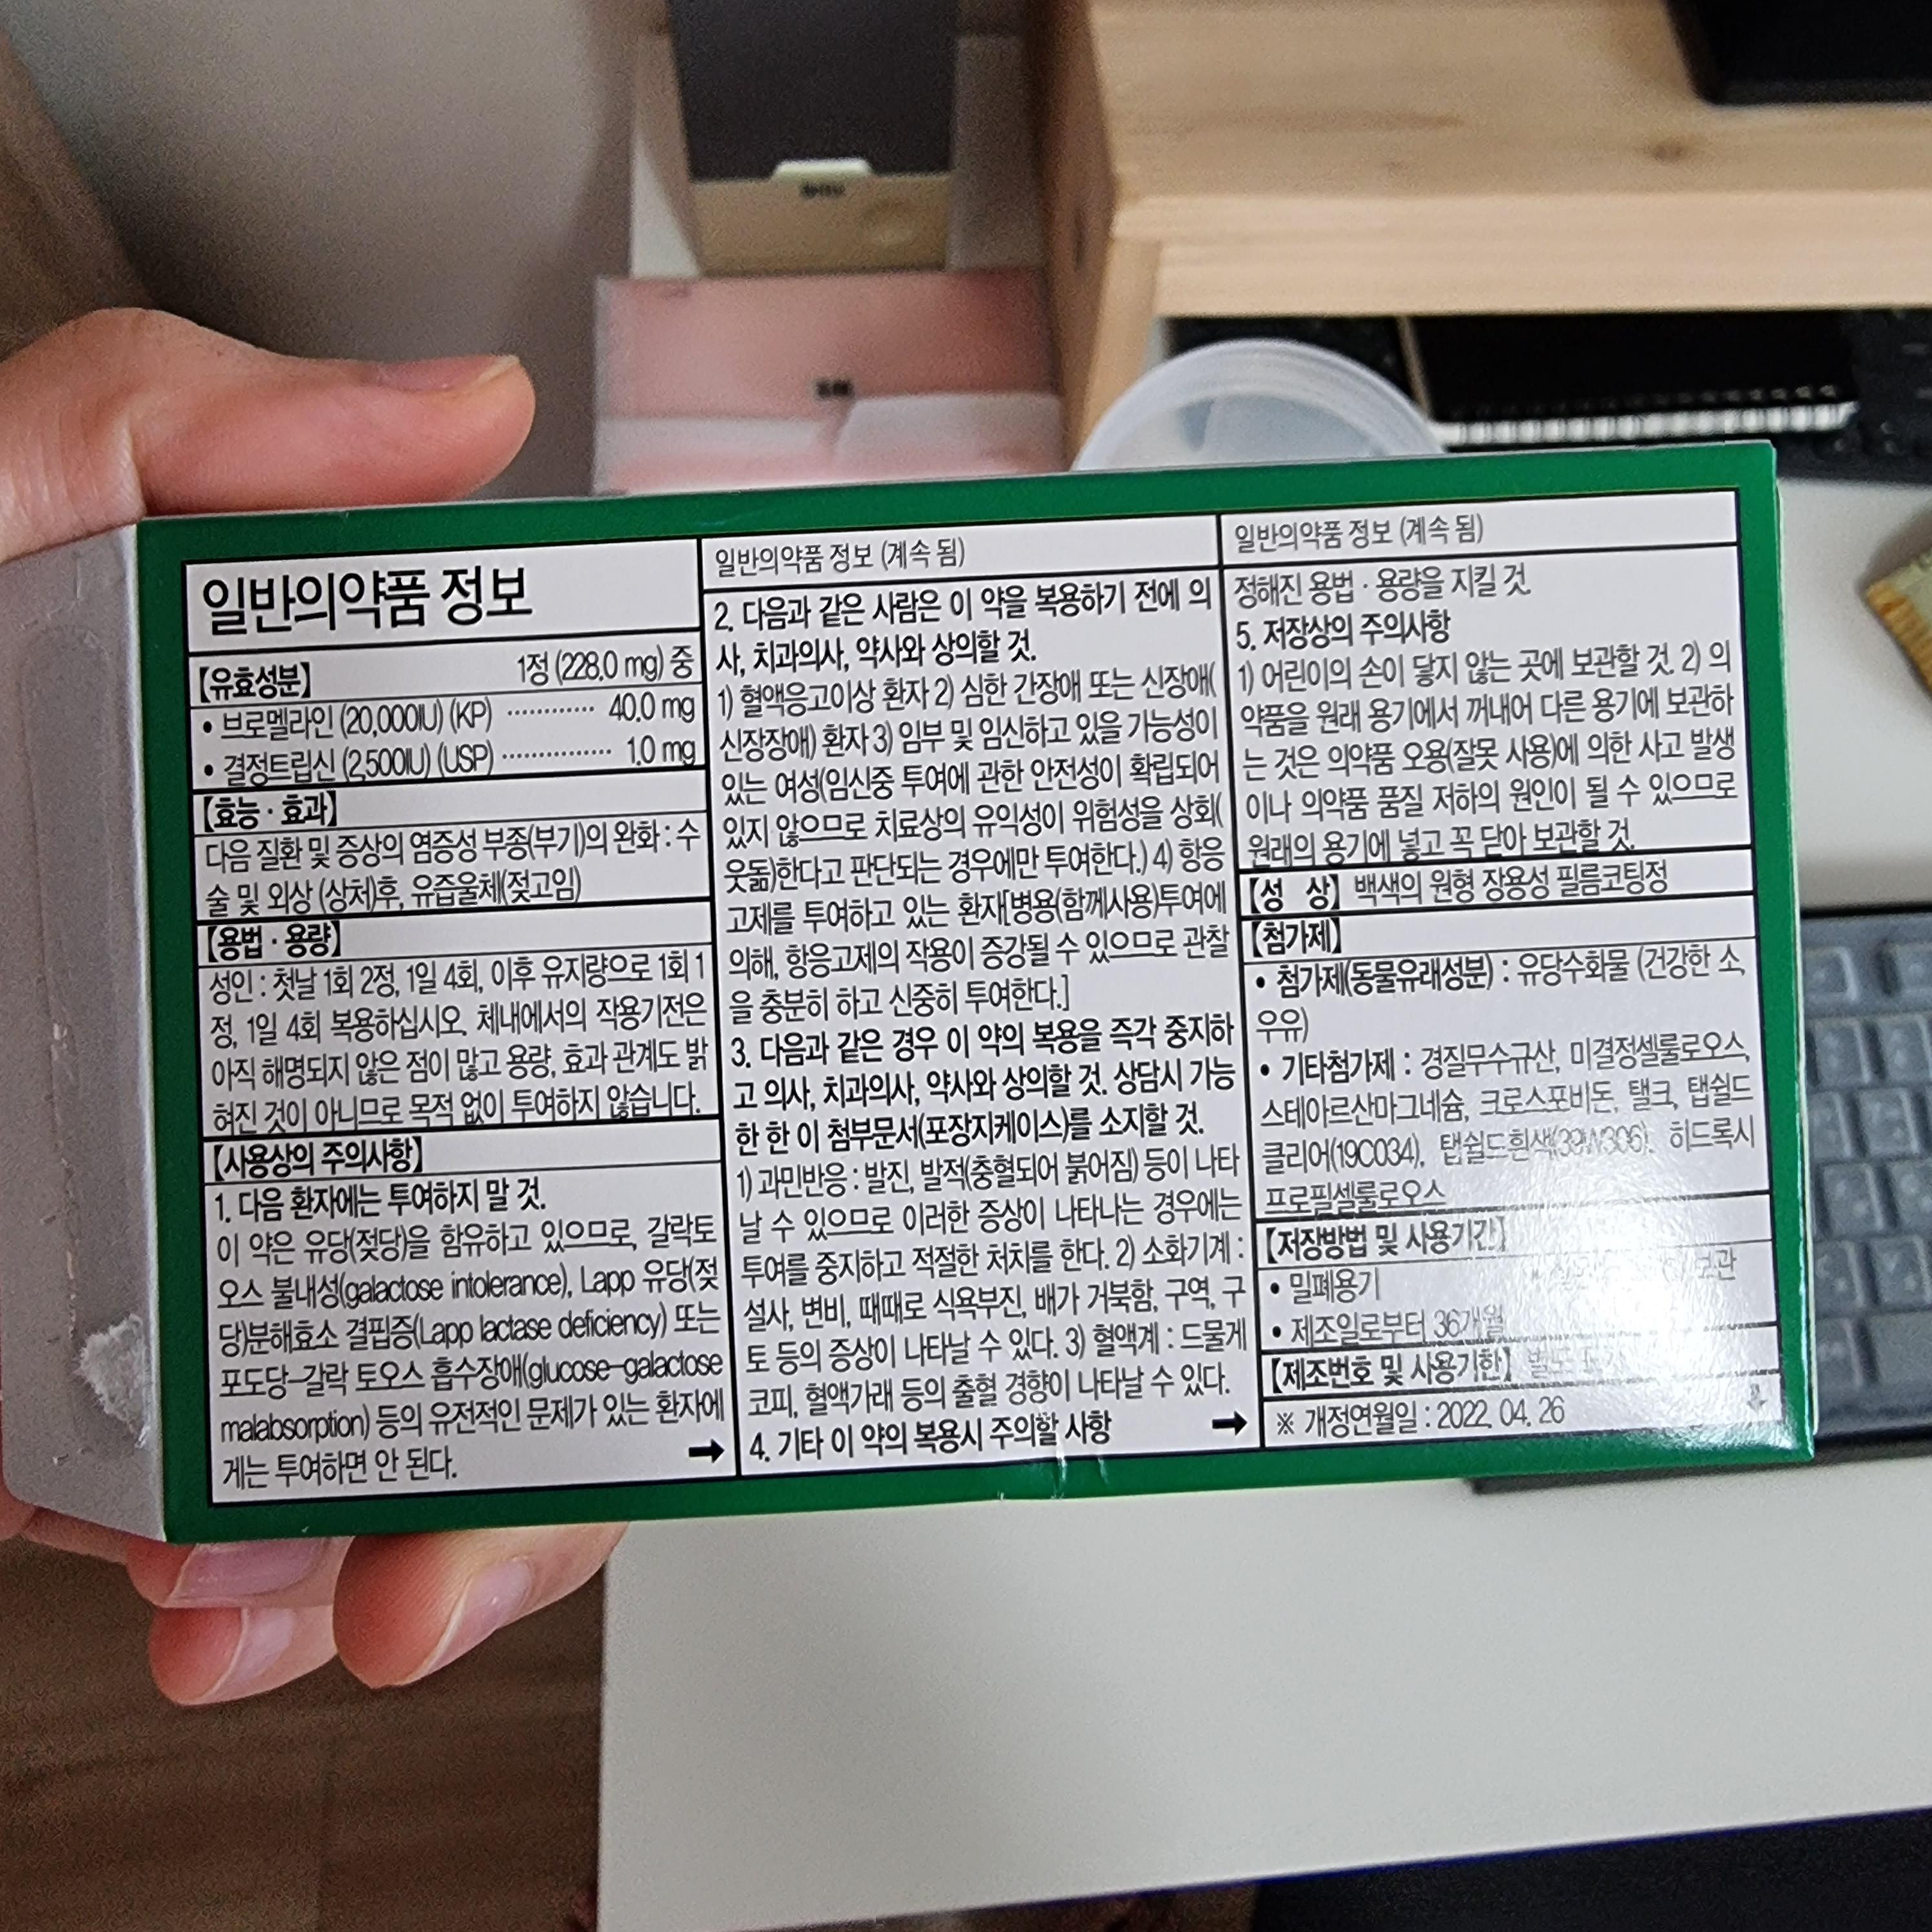 일반의약품 정보
【유효성분】 1정 (228.0 mg) 중
• 브로멜라인 (20,000IU) (KP) ············ 40.0 mg
• 결정트립신 (2,500IU) (USP) ··············· 1.0 mg
【효능 · 효과】
다음 질환 및 증상의 염증성 부종(부기)의 완화 : 수
술 및 외상 (상처)후, 유즙울체(젖고임)
【용법 · 용량】
성인 : 첫날 1회 2정, 1일 4회, 이후 유지량으로 1회 1
정, 1일 4회 복용하십시오. 체내에서의 작용기전은
아직 해명되지 않은 점이 많고 용량, 효과 관계도 밝
혀진 것이 아니므로 목적 없이 투여하지 않습니다.
【사용상의 주의사항】
1. 다음 환자에는 투여하지 말 것.
이 약은 유당(젖당)을 함유하고 있으므로, 갈락토
오스 불내성(galactose intolerance), Lapp 유당(젖
당)분해효소 결핍증(Lapp lactase deficiency) 또는
포도당–갈락 토오스 흡수장애(glucose–galactose
malabsorption) 등의 유전적인 문제가 있는 환자에
게는 투여하면 안 된다. ➞
일반의약품 정보 (계속 됨)
2. 다음과 같은 사람은 이 약을 복용하기 전에 의
사, 치과의사, 약사와 상의할 것.
1) 혈액응고이상 환자 2) 심한 간장애 또는 신장애(
신장장애) 환자 3) 임부 및 임신하고 있을 가능성이
있는 여성(임신중 투여에 관한 안전성이 확립되어
있지 않으므로 치료상의 유익성이 위험성을 상회(
웃돎)한다고 판단되는 경우에만 투여한다.) 4) 항응
고제를 투여하고 있는 환자[병용(함께사용)투여에
의해, 항응고제의 작용이 증강될 수 있으므로 관찰
을 충분히 하고 신중히 투여한다.]
3. 다음과 같은 경우 이 약의 복용을 즉각 중지하
고 의사, 치과의사, 약사와 상의할 것. 상담시 가능
한 한 이 첨부문서(포장지케이스)를 소지할 것.
1) 과민반응 : 발진, 발적(충혈되어 붉어짐) 등이 나타
날 수 있으므로 이러한 증상이 나타나는 경우에는
투여를 중지하고 적절한 처치를 한다. 2) 소화기계 :
설사, 변비, 때때로 식욕부진, 배가 거북함, 구역, 구
토 등의 증상이 나타날 수 있다. 3) 혈액계 : 드물게
코피, 혈액가래 등의 출혈 경향이 나타날 수 있다.
4. 기타 이 약의 복용시 주의할 사항 ➞
일반의약품 정보 (계속 됨)
정해진 용법 · 용량을 지킬 것.
5. 저장상의 주의사항
1) 어린이의 손이 닿지 않는 곳에 보관할 것. 2) 의
약품을 원래 용기에서 꺼내어 다른 용기에 보관하
는 것은 의약품 오용(잘못 사용)에 의한 사고 발생
이나 의약품 품질 저하의 원인이 될 수 있으므로
원래의 용기에 넣고 꼭 닫아 보관할 것.
【성 상】 백색의 원형 장용성 필름코팅정
【첨가제】
• 첨가제(동물유래성분) : 유당수화물 (건강한 소,
우유)
• 기타첨가제 : 경질무수규산, 미결정셀룰로오스,
스테아르산마그네슘, 크로스포비돈, 탤크, 탭쉴드
클리어(19C034), 탭쉴드흰색(39W306), 히드록시
프로필셀룰로오스
【저장방법 및 사용기간】
• 밀폐용기 보관
• 제조일로부터 36개월
【제조번호 및 사용기한】
※ 개정연월일 : 2022. 04. 26